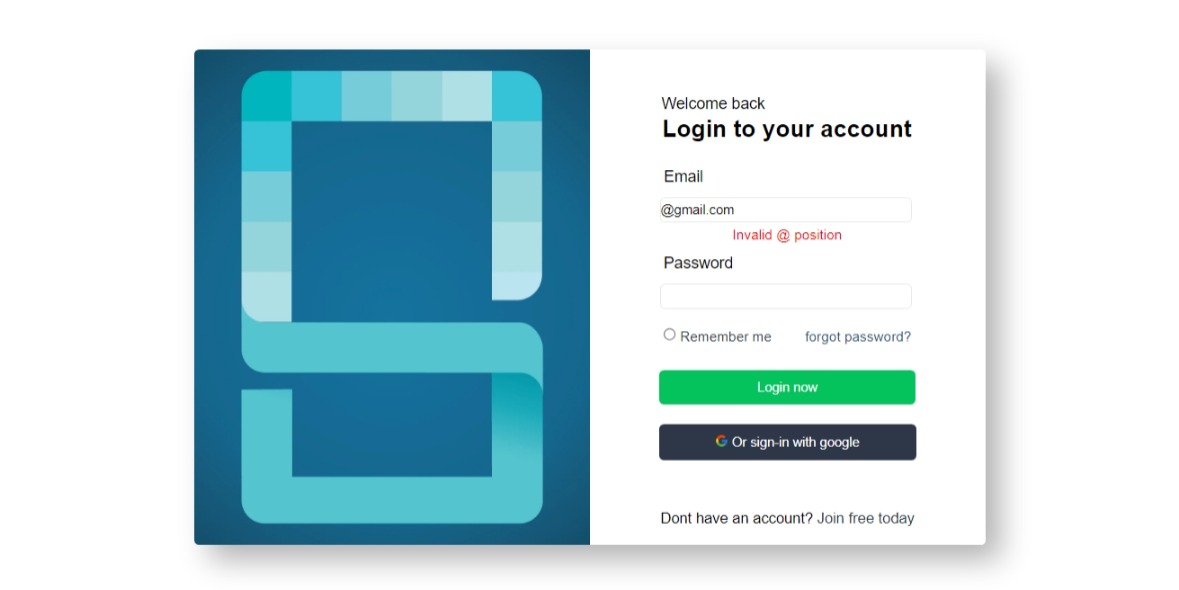 Welcome back
Login to your account
Email
@gmail.com
Invalid @ position
Password
Remember me forgot password?
Login now
Or sign-in with google
Dont have an account? Join free today